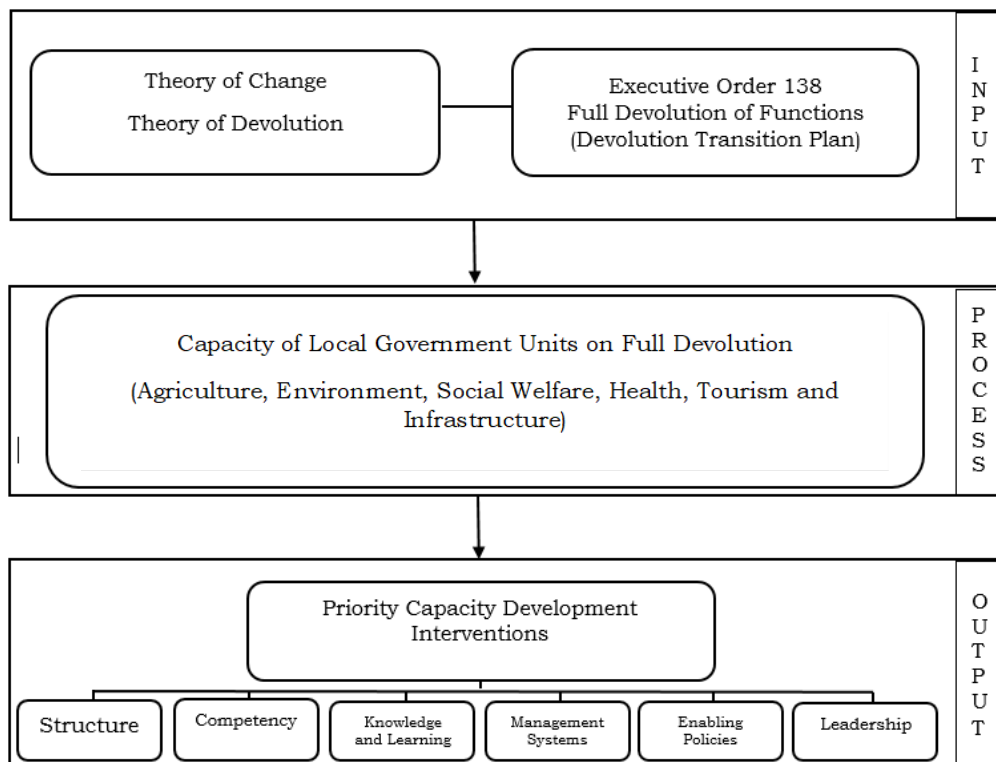 Theory of Change
Theory of Devolution
Executive Order 138
Full Devolution of Functions
(Devolution Transition Plan)
I
N
P
U
T
Capacity of Local Government Units on Full Devolution
(Agriculture, Environment, Social Welfare, Health, Tourism and
Infrastructure)
P
R
O
C
E
S
S
Priority Capacity Development
Interventions
Structure
Competency
Knowledge
and Learning
Management
Systems
Enabling
Policies
Leadership
O
U
T
P
U
T